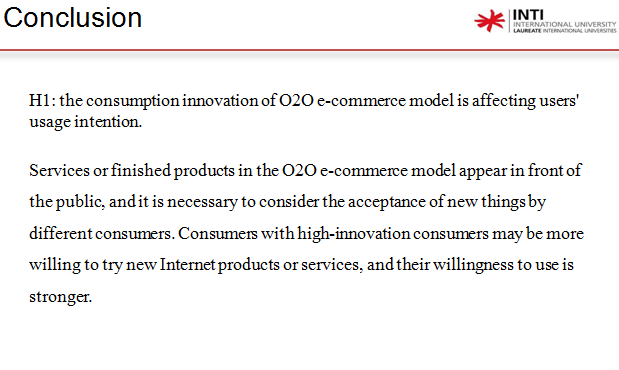 Conclusion
INTI
INTERNATIONAL UNIVERSITY
LAUREATE INTERNATIONAL UNIVERSITIES
H1: the consumption innovation of O2O e-commerce model is affecting users'
usage intention.
Services or finished products in the O2O e-commerce model appear in front of
the public, and it is necessary to consider the acceptance of new things by
different consumers. Consumers with high-innovation consumers may be more
willing to try new Internet products or services, and their willingness to use is
stronger.